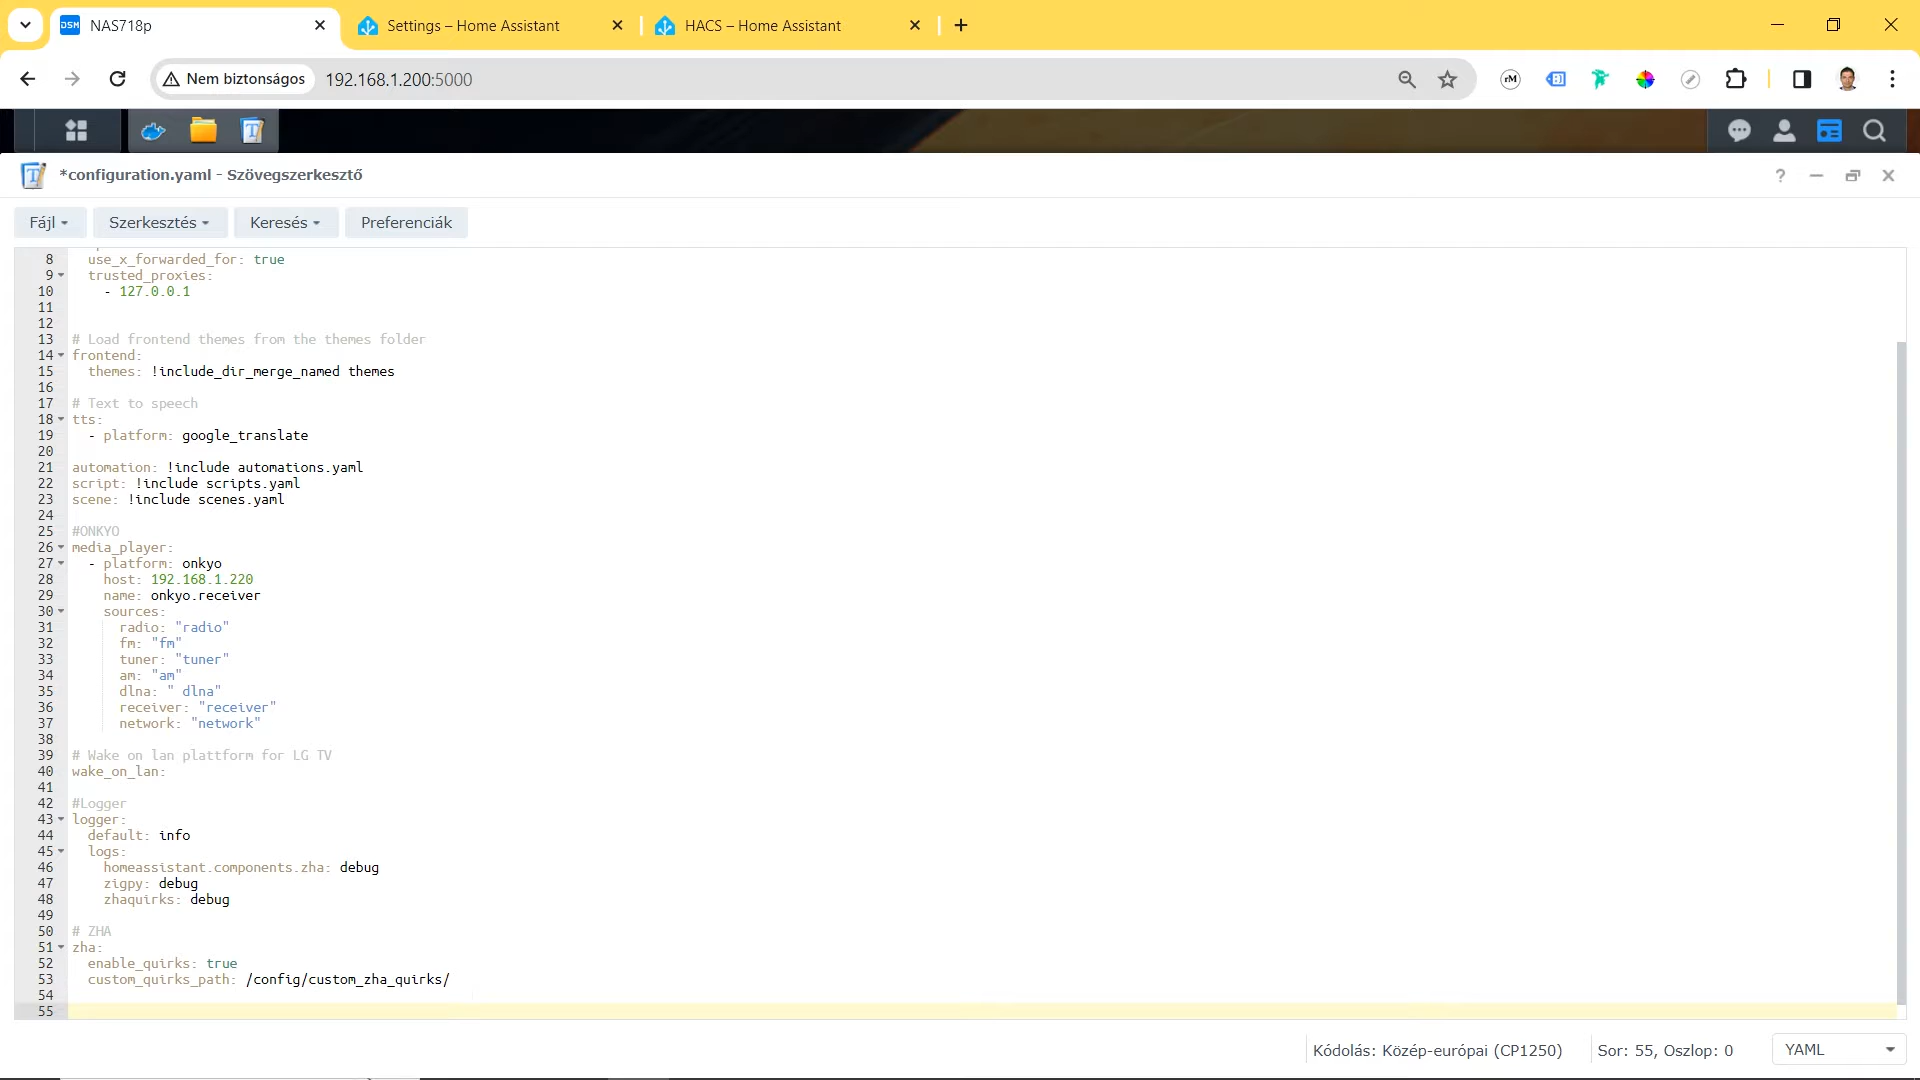 NAS718p
Settings – Home Assistant
HACS – Home Assistant
Nem biztonságos
192.168.1.200:5000
*configuration.yaml - Szövegszerkesztő
Fájl
Szerkesztés
Keresés
Preferenciák
8 use_x_forwarded_for: true
9 trusted_proxies:
10 - 127.0.0.1
11
12
13 # Load frontend themes from the themes folder
14 frontend:
15 themes: !include_dir_merge_named themes
16
17 # Text to speech
18 tts:
19 - platform: google_translate
20
21 automation: !include automations.yaml
22 script: !include scripts.yaml
23 scene: !include scenes.yaml
24
25 #ONKYO
26 media_player:
27 - platform: onkyo
28 host: 192.168.1.220
29 name: onkyo.receiver
30 sources:
31 radio: "radio"
32 fm: "fm"
33 tuner: "tuner"
34 am: "am"
35 dlna: " dlna"
36 receiver: "receiver"
37 network: "network"
38
39 # Wake on lan plattform for LG TV
40 wake_on_lan:
41
42 #Logger
43 logger:
44 default: info
45 logs:
46 homeassistant.components.zha: debug
47 zigpy: debug
48 zhaquirks: debug
49
50 # ZHA
51 zha:
52 enable_quirks: true
53 custom_quirks_path: /config/custom_zha_quirks/
54
55
Kódolás: Közép-európai (CP1250)
Sor: 55, Oszlop: 0
YAML